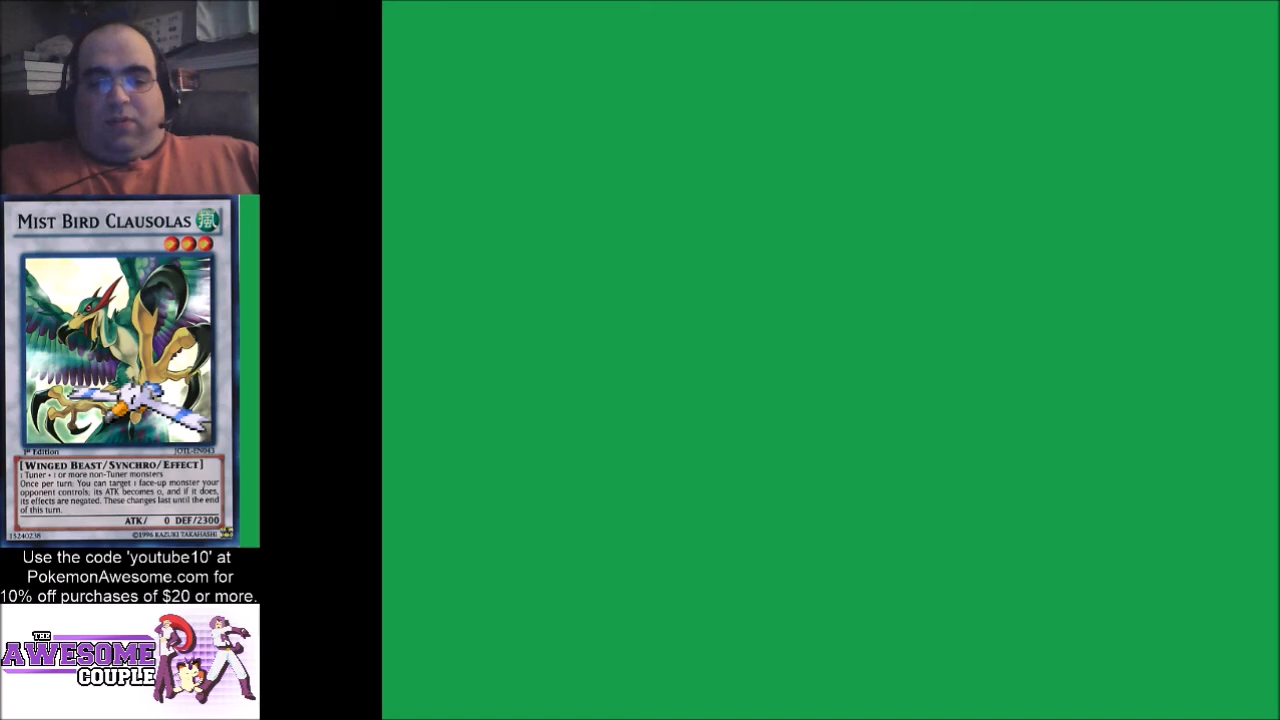 MIST BIRD CLAUSOLAS
1st Edition
JOTL-EN043
[WINGED BEAST/SYNCHRO/EFFECT]
1 Tuner + 1 or more non-Tuner monsters
Once per turn: You can target 1 face-up monster your
opponent controls; its ATK becomes 0, and if it does,
its effects are negated. These changes last until the end
of this turn.
ATK/ 0 DEF/2300
15240238
©1996 KAZUKI TAKAHASHI
Use the code 'youtube10' at
PokemonAwesome.com for
10% off purchases of $20 or more.
THE
AWESOME
COUPLE